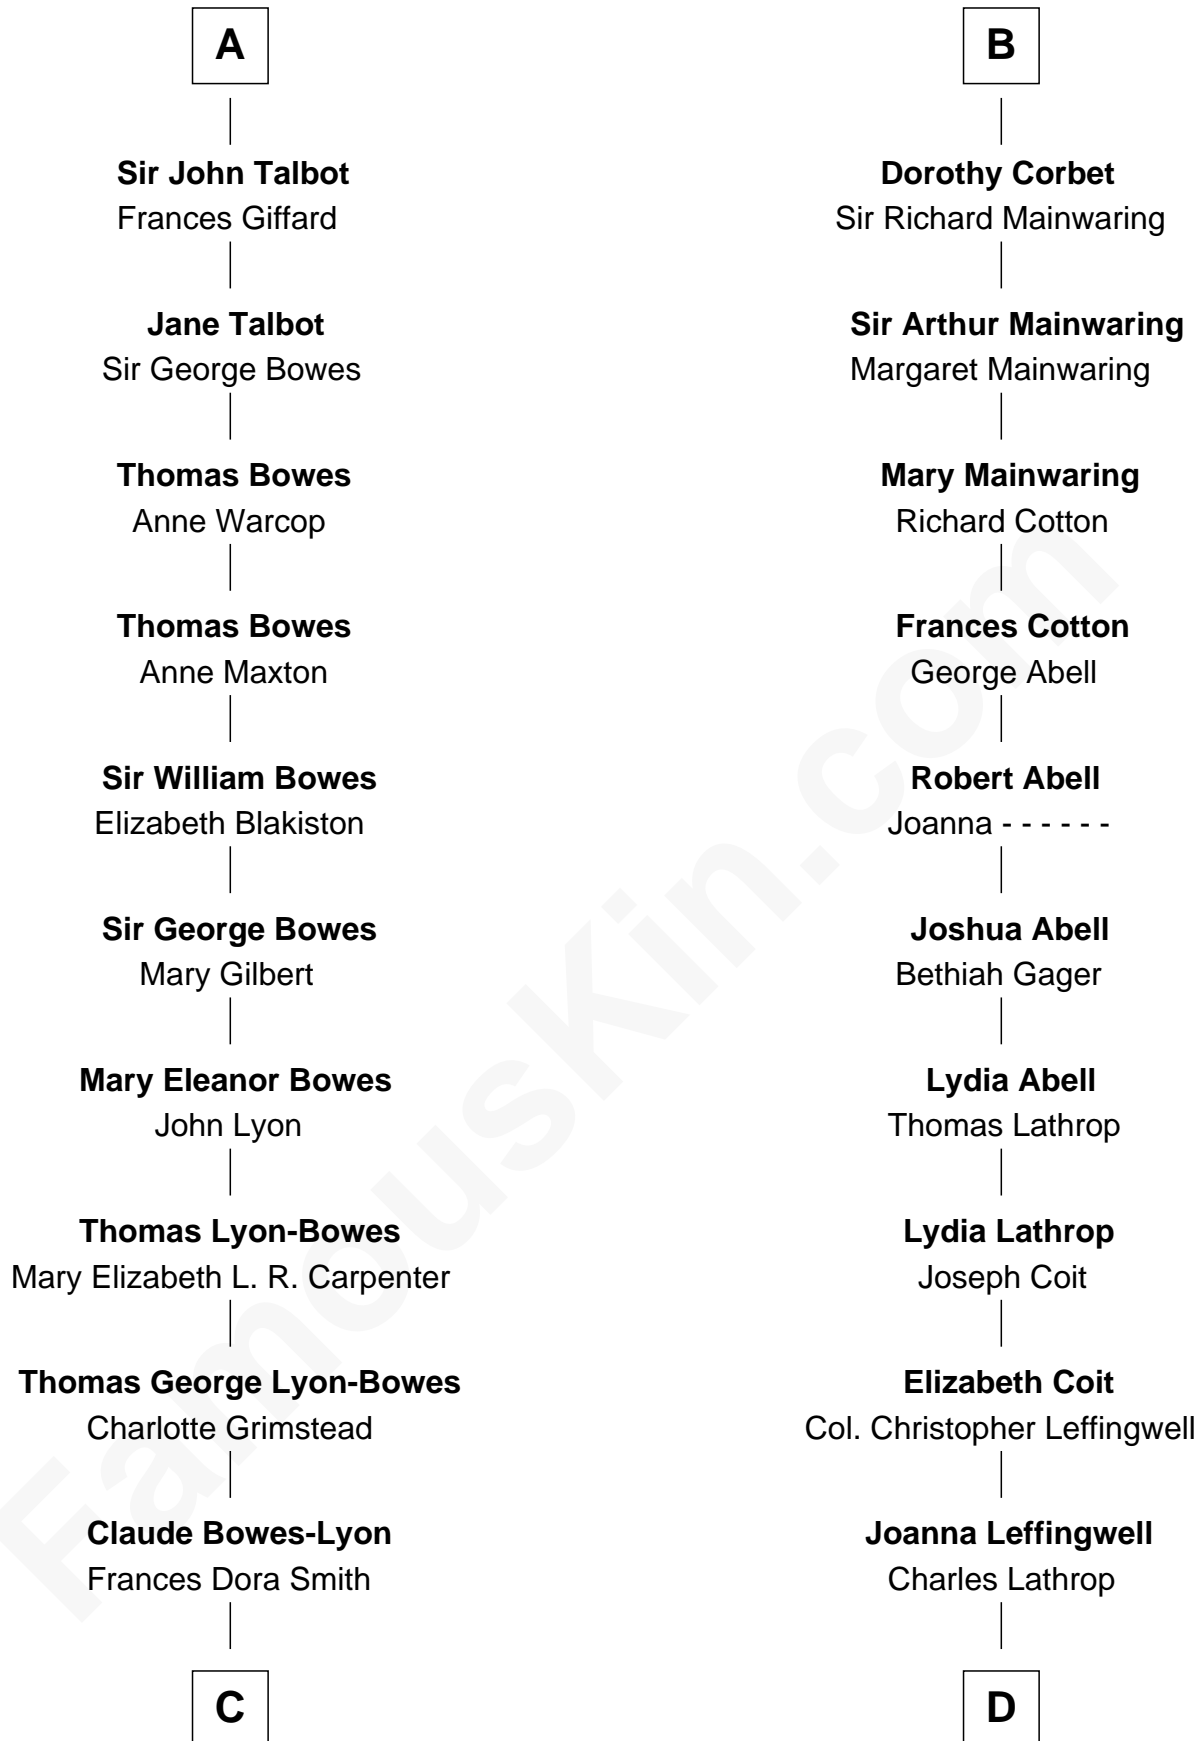 A
Sir John Talbot
Frances Giffard
Jane Talbot
Sir George Bowes
Thomas Bowes
Anne Warcop
Thomas Bowes
Anne Maxton
Sir William Bowes
Elizabeth Blakiston
Sir George Bowes
Mary Gilbert
Mary Eleanor Bowes
John Lyon
Thomas Lyon-Bowes
Mary Elizabeth L. R. Carpenter
Thomas George Lyon-Bowes
Charlotte Grimstead
Claude Bowes-Lyon
Frances Dora Smith
C
B
Dorothy Corbet
Sir Richard Mainwaring
Sir Arthur Mainwaring
Margaret Mainwaring
Mary Mainwaring
Richard Cotton
Frances Cotton
George Abell
Robert Abell
Joanna - - - - - -
Joshua Abell
Bethiah Gager
Lydia Abell
Thomas Lathrop
Lydia Lathrop
Joseph Coit
Elizabeth Coit
Col. Christopher Leffingwell
Joanna Leffingwell
Charles Lathrop
D
FamousKin.com